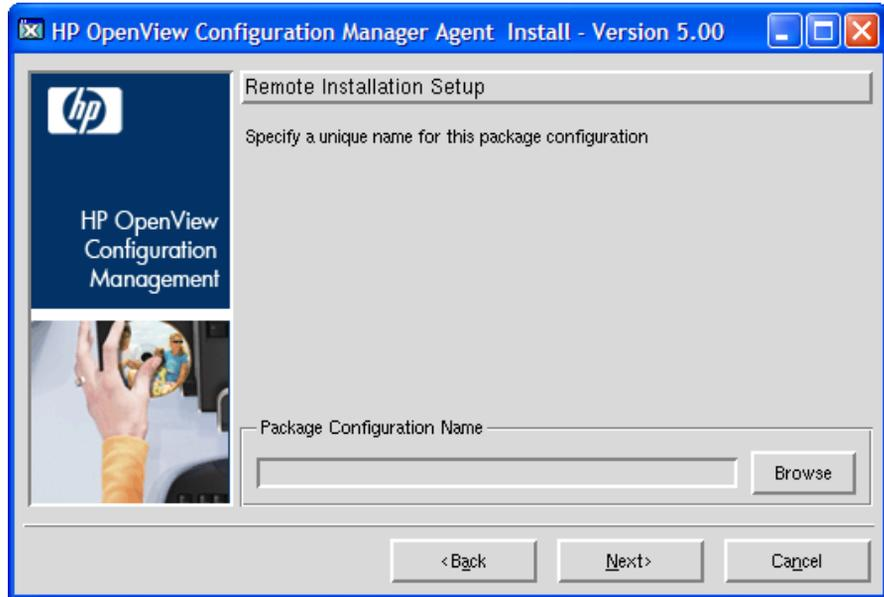 HP OpenView Configuration Manager Agent Install - Version 5.00
hp
HP OpenView
Configuration
Management
Remote Installation Setup
Specify a unique name for this package configuration
Package Configuration Name
Browse
<Back
Next>
Cancel